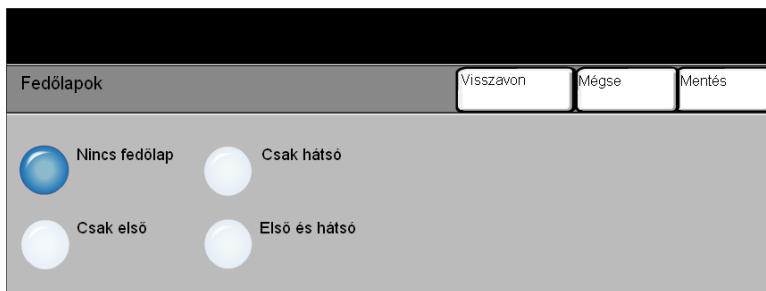 Fedőlapok
Visszavon
Mégse
Mentés
Nincs fedőlap
Csak hátsó
Csak első
Első és hátsó